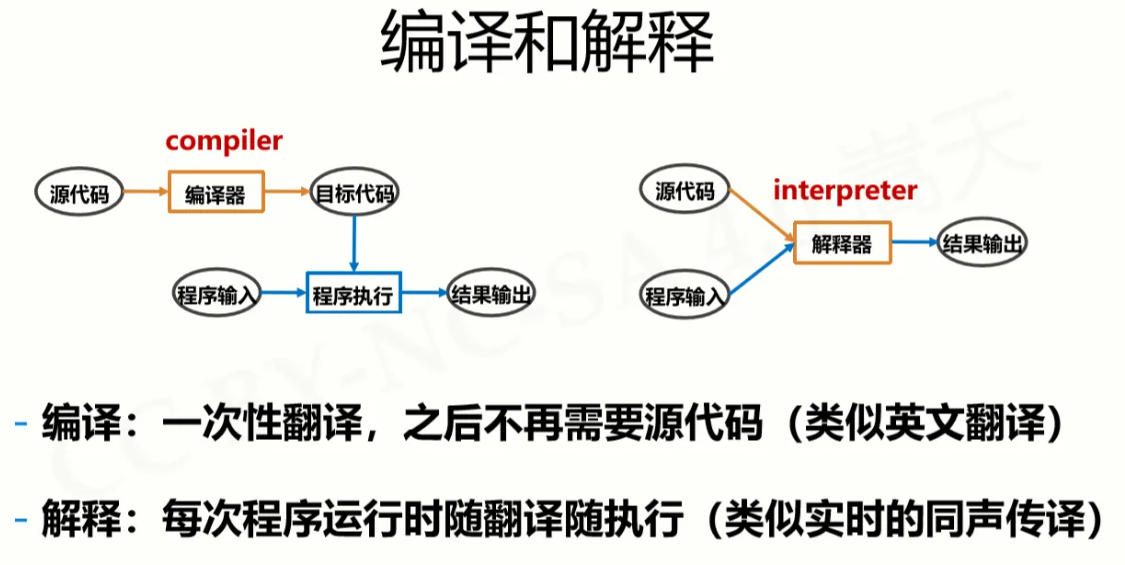 编译和解释
compiler
源代码
编译器
目标代码
程序输入
程序执行
结果输出
interpreter
源代码
解释器
程序输入
结果输出
- 编译：一次性翻译，之后不再需要源代码（类似英文翻译）
- 解释：每次程序运行时随翻译随执行（类似实时的同声传译）
CC BY-NC-SA 4.0 嵩天